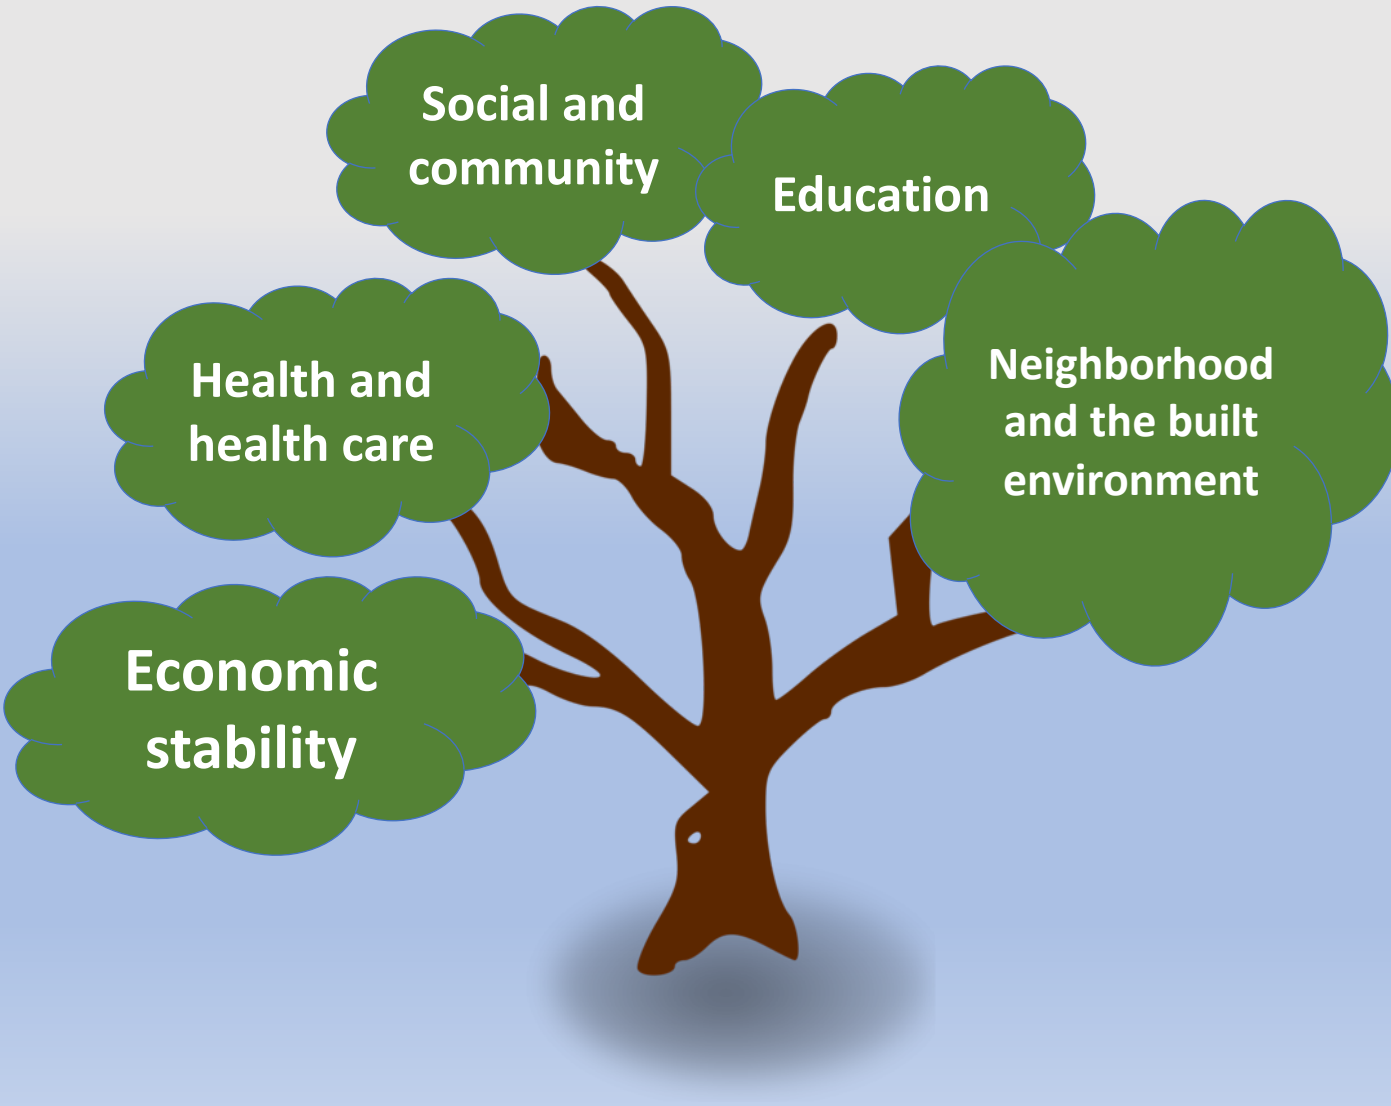 Social and
community
Education
Neighborhood
and the built
environment
Health and
health care
Economic
stability